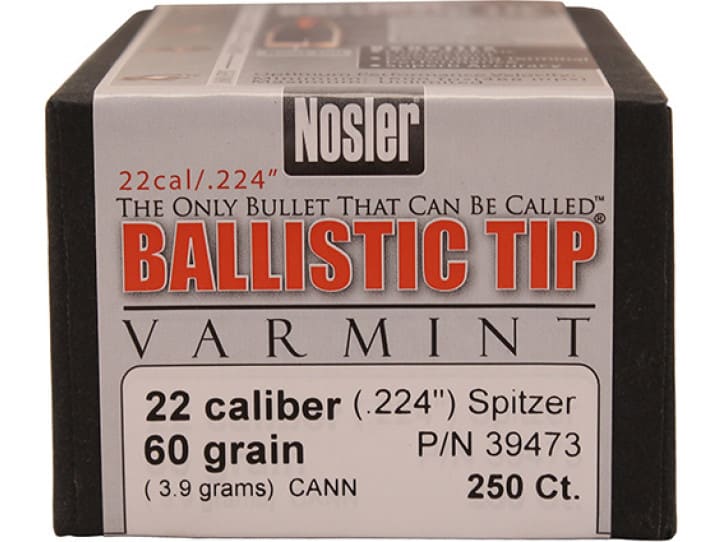 Nosler
22cal/.224"
THE ONLY BULLET THAT CAN BE CALLED™
BALLISTIC TIP®
VARMINT
22 caliber (.224") Spitzer
60 grain P/N 39473
(3.9 grams) CANN 250 Ct.